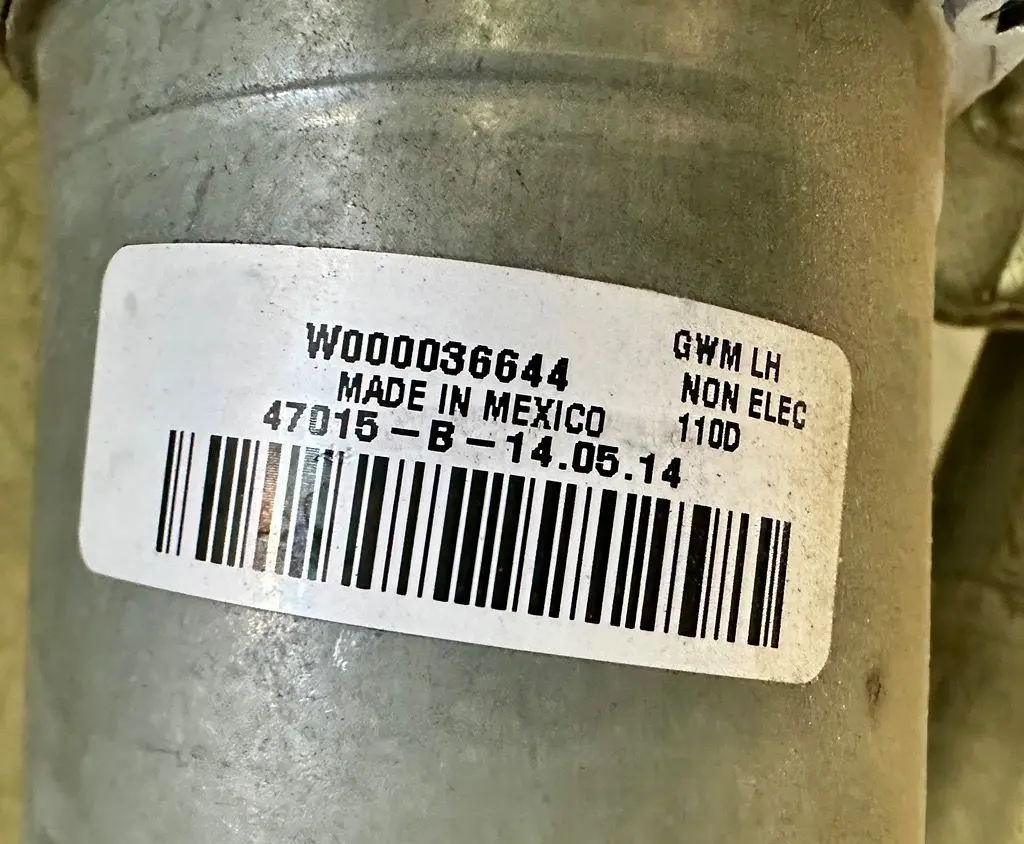 W000036644
MADE IN MEXICO
47015-B-14.05.14
GWM LH
NON ELEC
110D